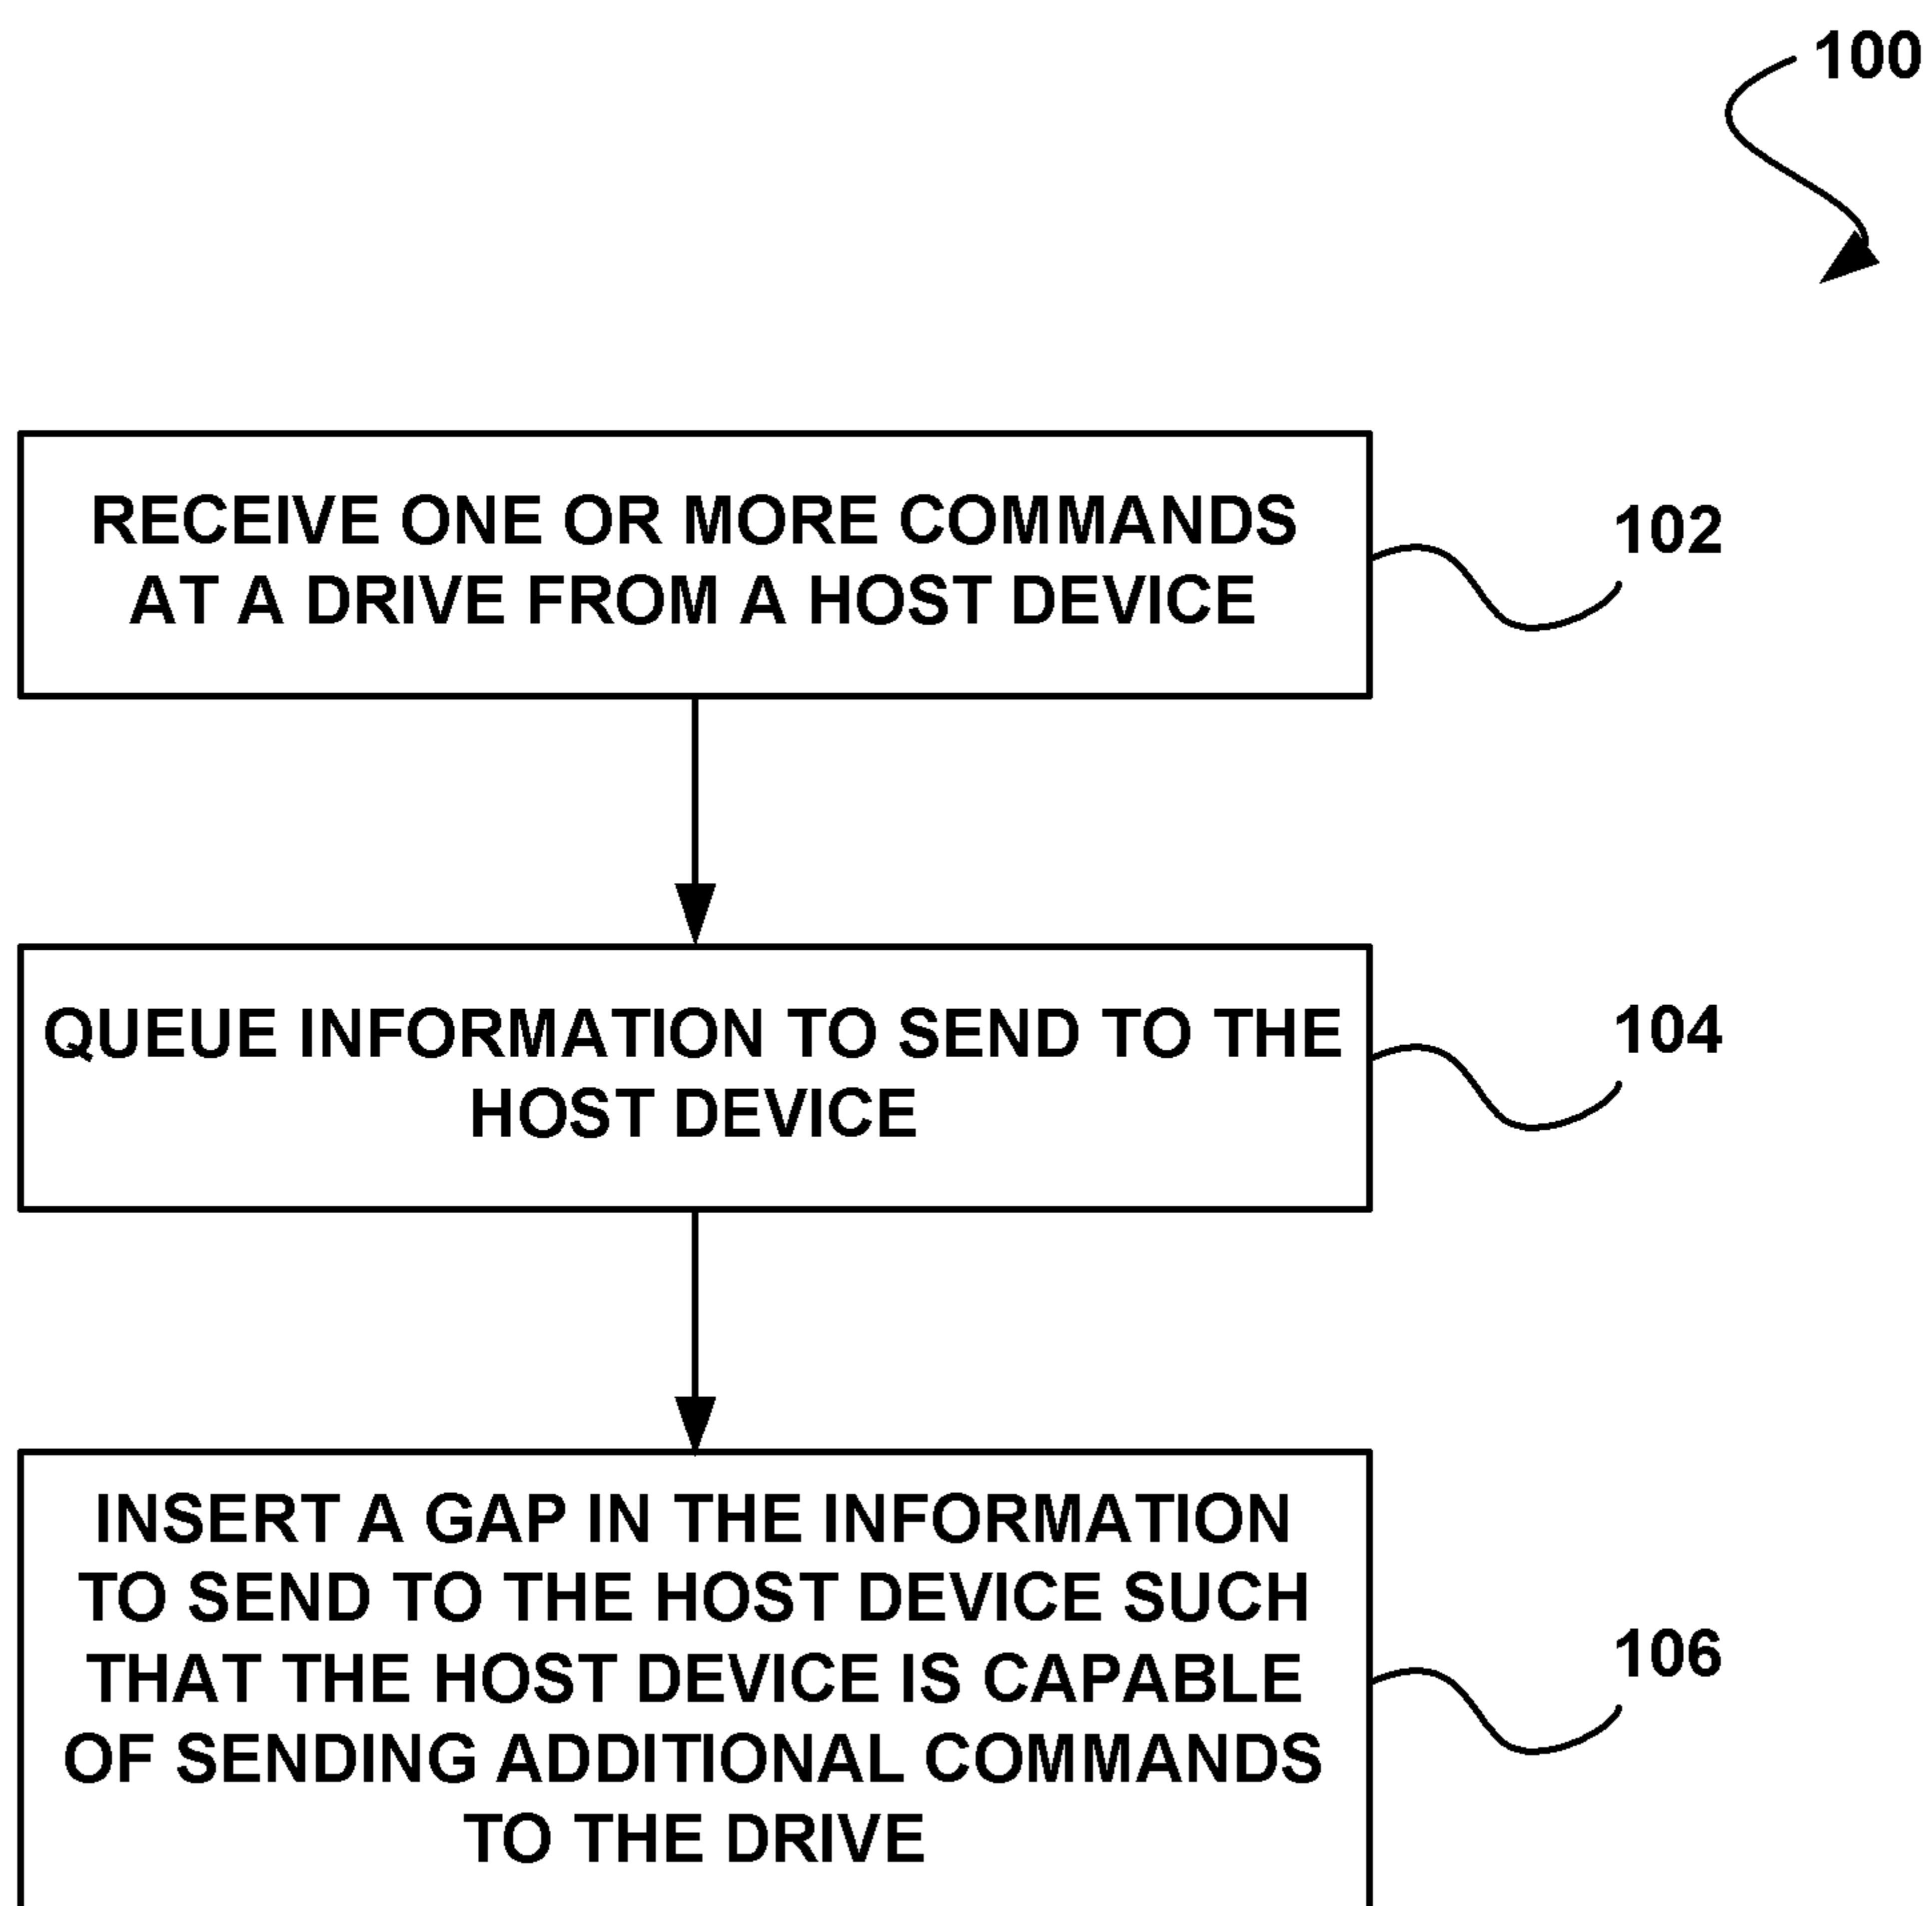 100
RECEIVE ONE OR MORE COMMANDS
AT A DRIVE FROM A HOST DEVICE
102
QUEUE INFORMATION TO SEND TO THE
HOST DEVICE
104
INSERT A GAP IN THE INFORMATION
TO SEND TO THE HOST DEVICE SUCH
THAT THE HOST DEVICE IS CAPABLE
OF SENDING ADDITIONAL COMMANDS
TO THE DRIVE
106